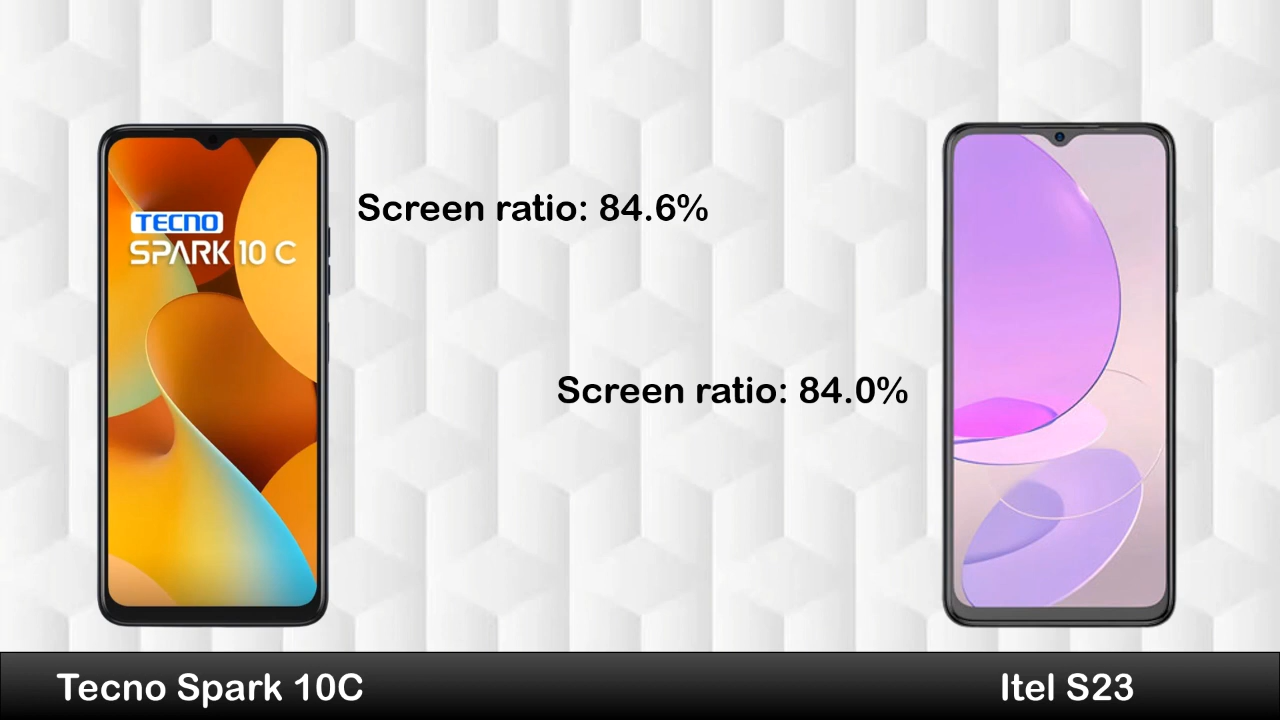 TECNO
SPARK 10 C
Screen ratio: 84.6%
Screen ratio: 84.0%
Tecno Spark 10C
Itel S23